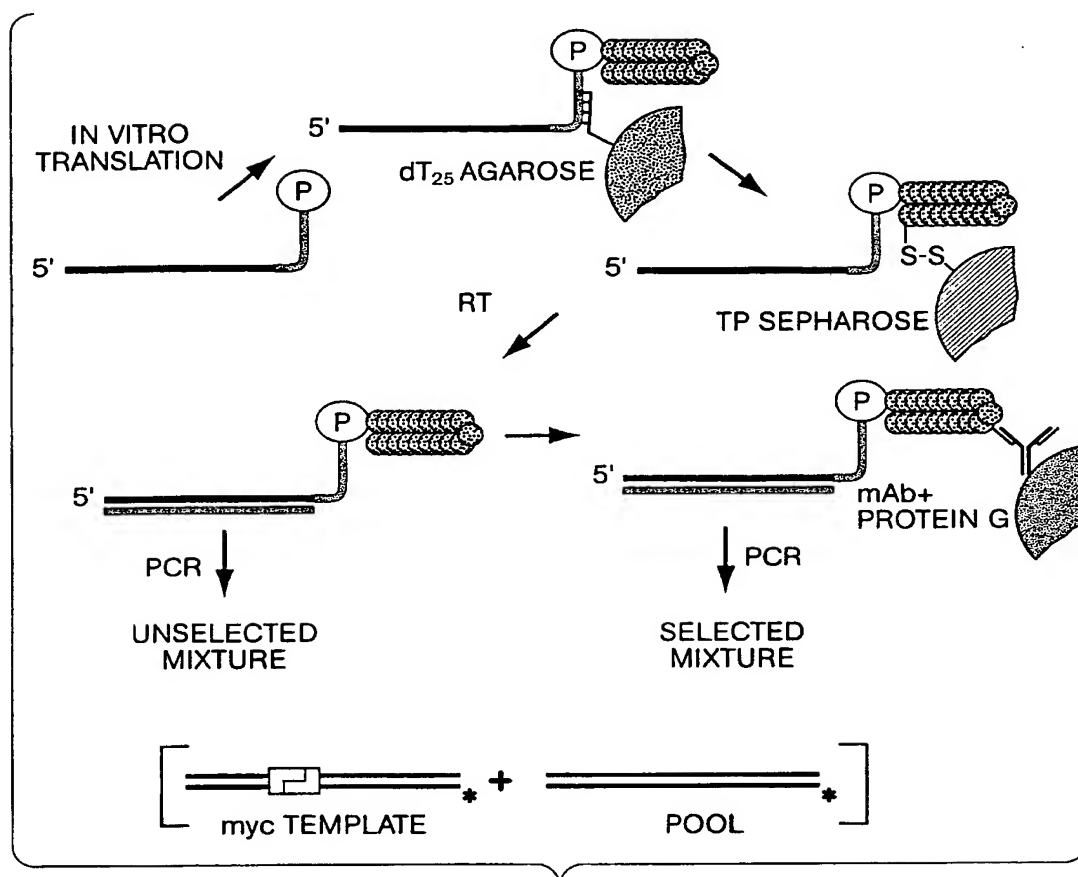 IN VITRO
TRANSLATION
5'
P
5'
P
dT₂₅ AGAROSE
5'
P
S-S
TP SEPHAROSE
RT
5'
P
PCR
UNSELECTED
MIXTURE
5'
P
mAb+
PROTEIN G
PCR
SELECTED
MIXTURE
*
+
*
myc TEMPLATE
POOL